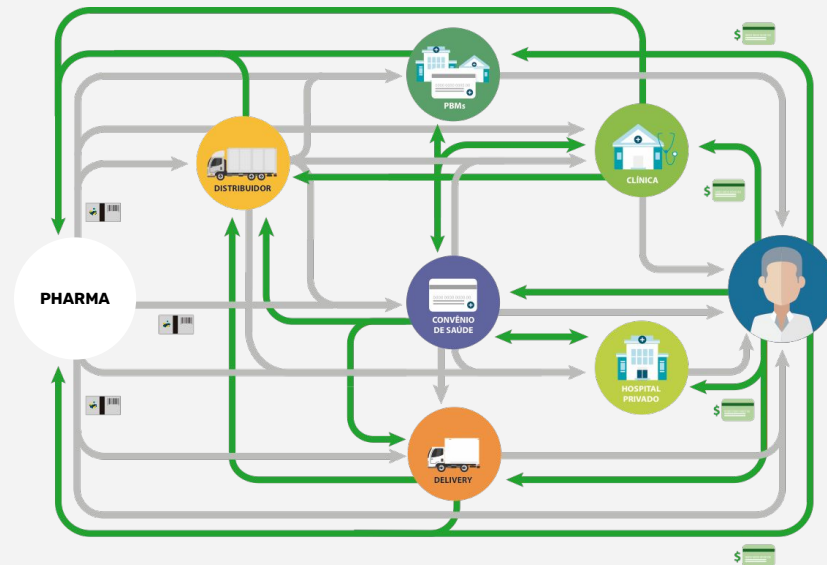 $
PBMs
DISTRIBUIDOR
CLÍNICA
$
PHARMA
CONVÊNIO
DE SAÚDE
HOSPITAL
PRIVADO
$
DELIVERY
$